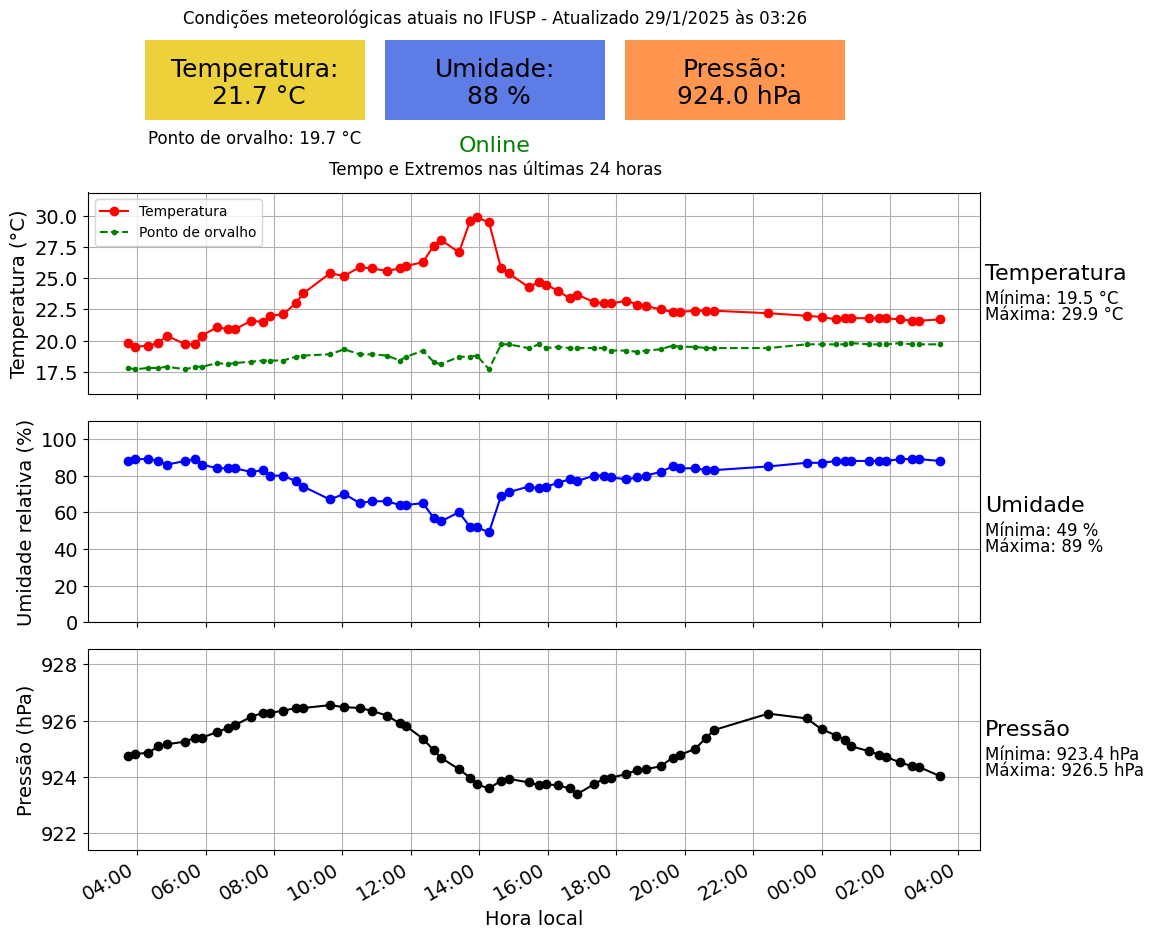 Condições meteorológicas atuais no IFUSP - Atualizado 29/1/2025 às 03:26
Temperatura:
21.7 °C
Umidade:
88 %
Pressão:
924.0 hPa
Ponto de orvalho: 19.7 °C
Online
Tempo e Extremos nas últimas 24 horas
Temperatura (°C)
30.0
27.5
25.0
22.5
20.0
17.5
Temperatura
Ponto de orvalho
Temperatura
Mínima: 19.5 °C
Máxima: 29.9 °C
Umidade relativa (%)
100
80
60
40
20
0
Umidade
Mínima: 49 %
Máxima: 89 %
Pressão (hPa)
928
926
924
922
Pressão
Mínima: 923.4 hPa
Máxima: 926.5 hPa
04:00
06:00
08:00
10:00
12:00
14:00
16:00
18:00
20:00
22:00
00:00
02:00
04:00
Hora local